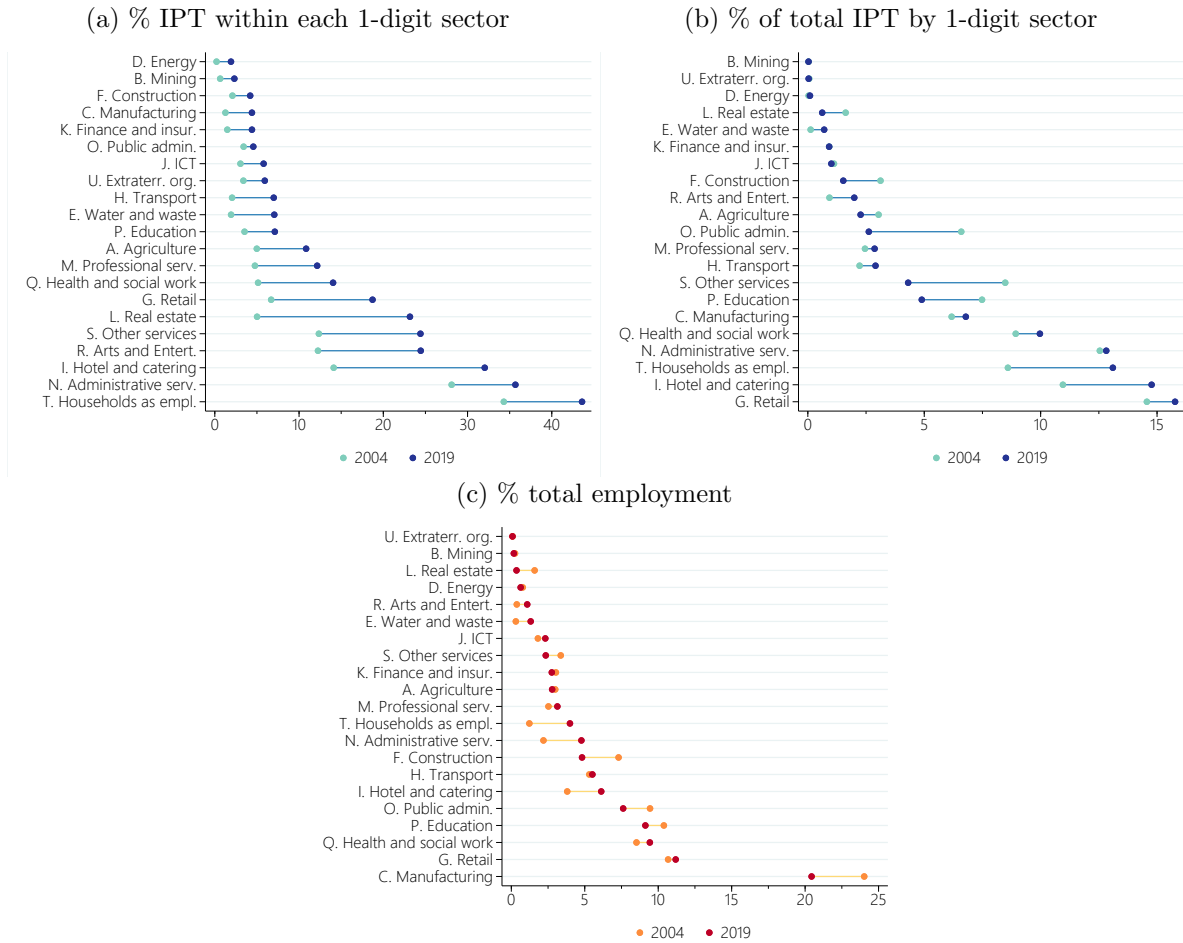 (a) % IPT within each 1-digit sector
D. Energy
B. Mining
F. Construction
C. Manufacturing
K. Finance and insur.
O. Public admin.
J. ICT
U. Extraterr. org.
H. Transport
E. Water and waste
P. Education
A. Agriculture
M. Professional serv.
Q. Health and social work
G. Retail
L. Real estate
S. Other services
R. Arts and Entert.
I. Hotel and catering
N. Administrative serv.
T. Households as empl.
0 10 20 30 40
2004 2019
(b) % of total IPT by 1-digit sector
B. Mining
U. Extraterr. org.
D. Energy
L. Real estate
E. Water and waste
K. Finance and insur.
J. ICT
F. Construction
R. Arts and Entert.
A. Agriculture
O. Public admin.
M. Professional serv.
H. Transport
S. Other services
P. Education
C. Manufacturing
Q. Health and social work
N. Administrative serv.
T. Households as empl.
I. Hotel and catering
G. Retail
0 5 10 15
2004 2019
(c) % total employment
U. Extraterr. org.
B. Mining
L. Real estate
D. Energy
R. Arts and Entert.
E. Water and waste
J. ICT
S. Other services
K. Finance and insur.
A. Agriculture
M. Professional serv.
T. Households as empl.
N. Administrative serv.
F. Construction
H. Transport
I. Hotel and catering
O. Public admin.
P. Education
Q. Health and social work
G. Retail
C. Manufacturing
0 5 10 15 20 25
2004 2019